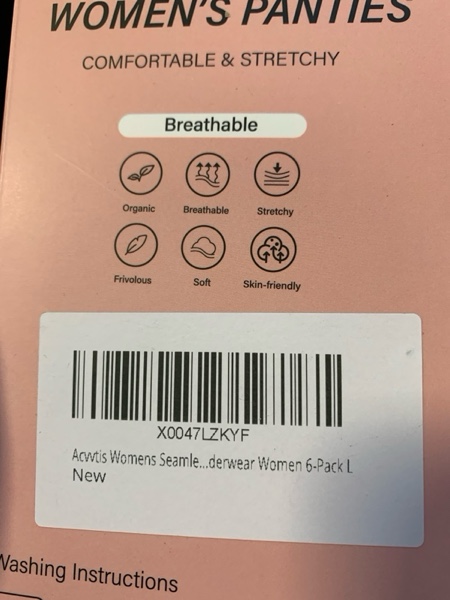 WOMEN'S PANTIES
COMFORTABLE & STRETCHY
Breathable
Organic Breathable Stretchy
Frivolous Soft Skin-friendly
X0047LZKYF
Acvvtis Womens Seamle...derwear Women 6-Pack L
New
Washing Instructions